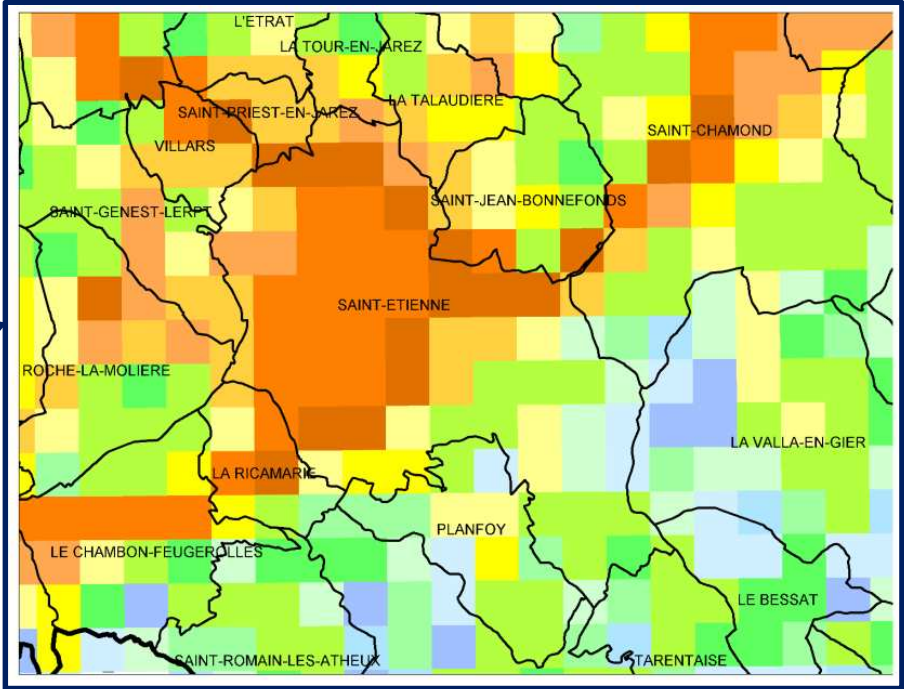 L'ETRAT
LA TOUR-EN-JAREZ
LA TALAUDIERE
SAINT-PRIEST-EN-JAREZ
SAINT-CHAMOND
VILLARS
SAINT-JEAN-BONNEFONDS
SAINT-GENEST-LERPT
SAINT-ETIENNE
ROCHE-LA-MOLIERE
LA VALLA-EN-GIER
LA RICAMARIE
PLANFOY
LE CHAMBON-FEUGEROLLES
LE BESSAT
SAINT-ROMAIN-LES-ATHEUX
TARENTAISE